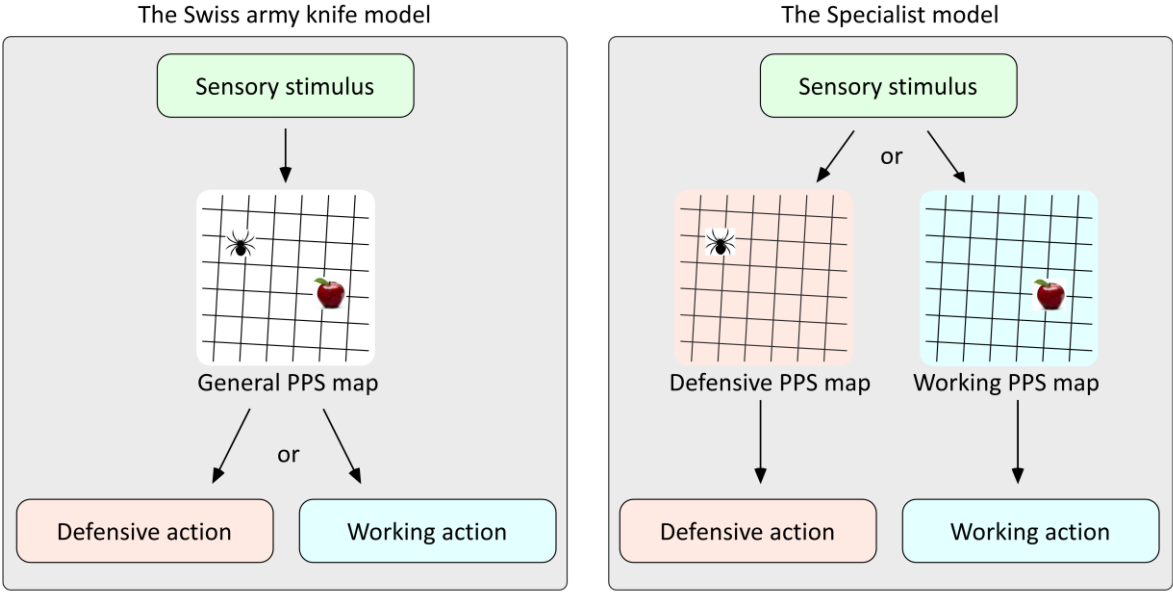 The Swiss army knife model
Sensory stimulus
General PPS map
or
Defensive action
Working action
The Specialist model
Sensory stimulus
or
Defensive PPS map
Working PPS map
Defensive action
Working action